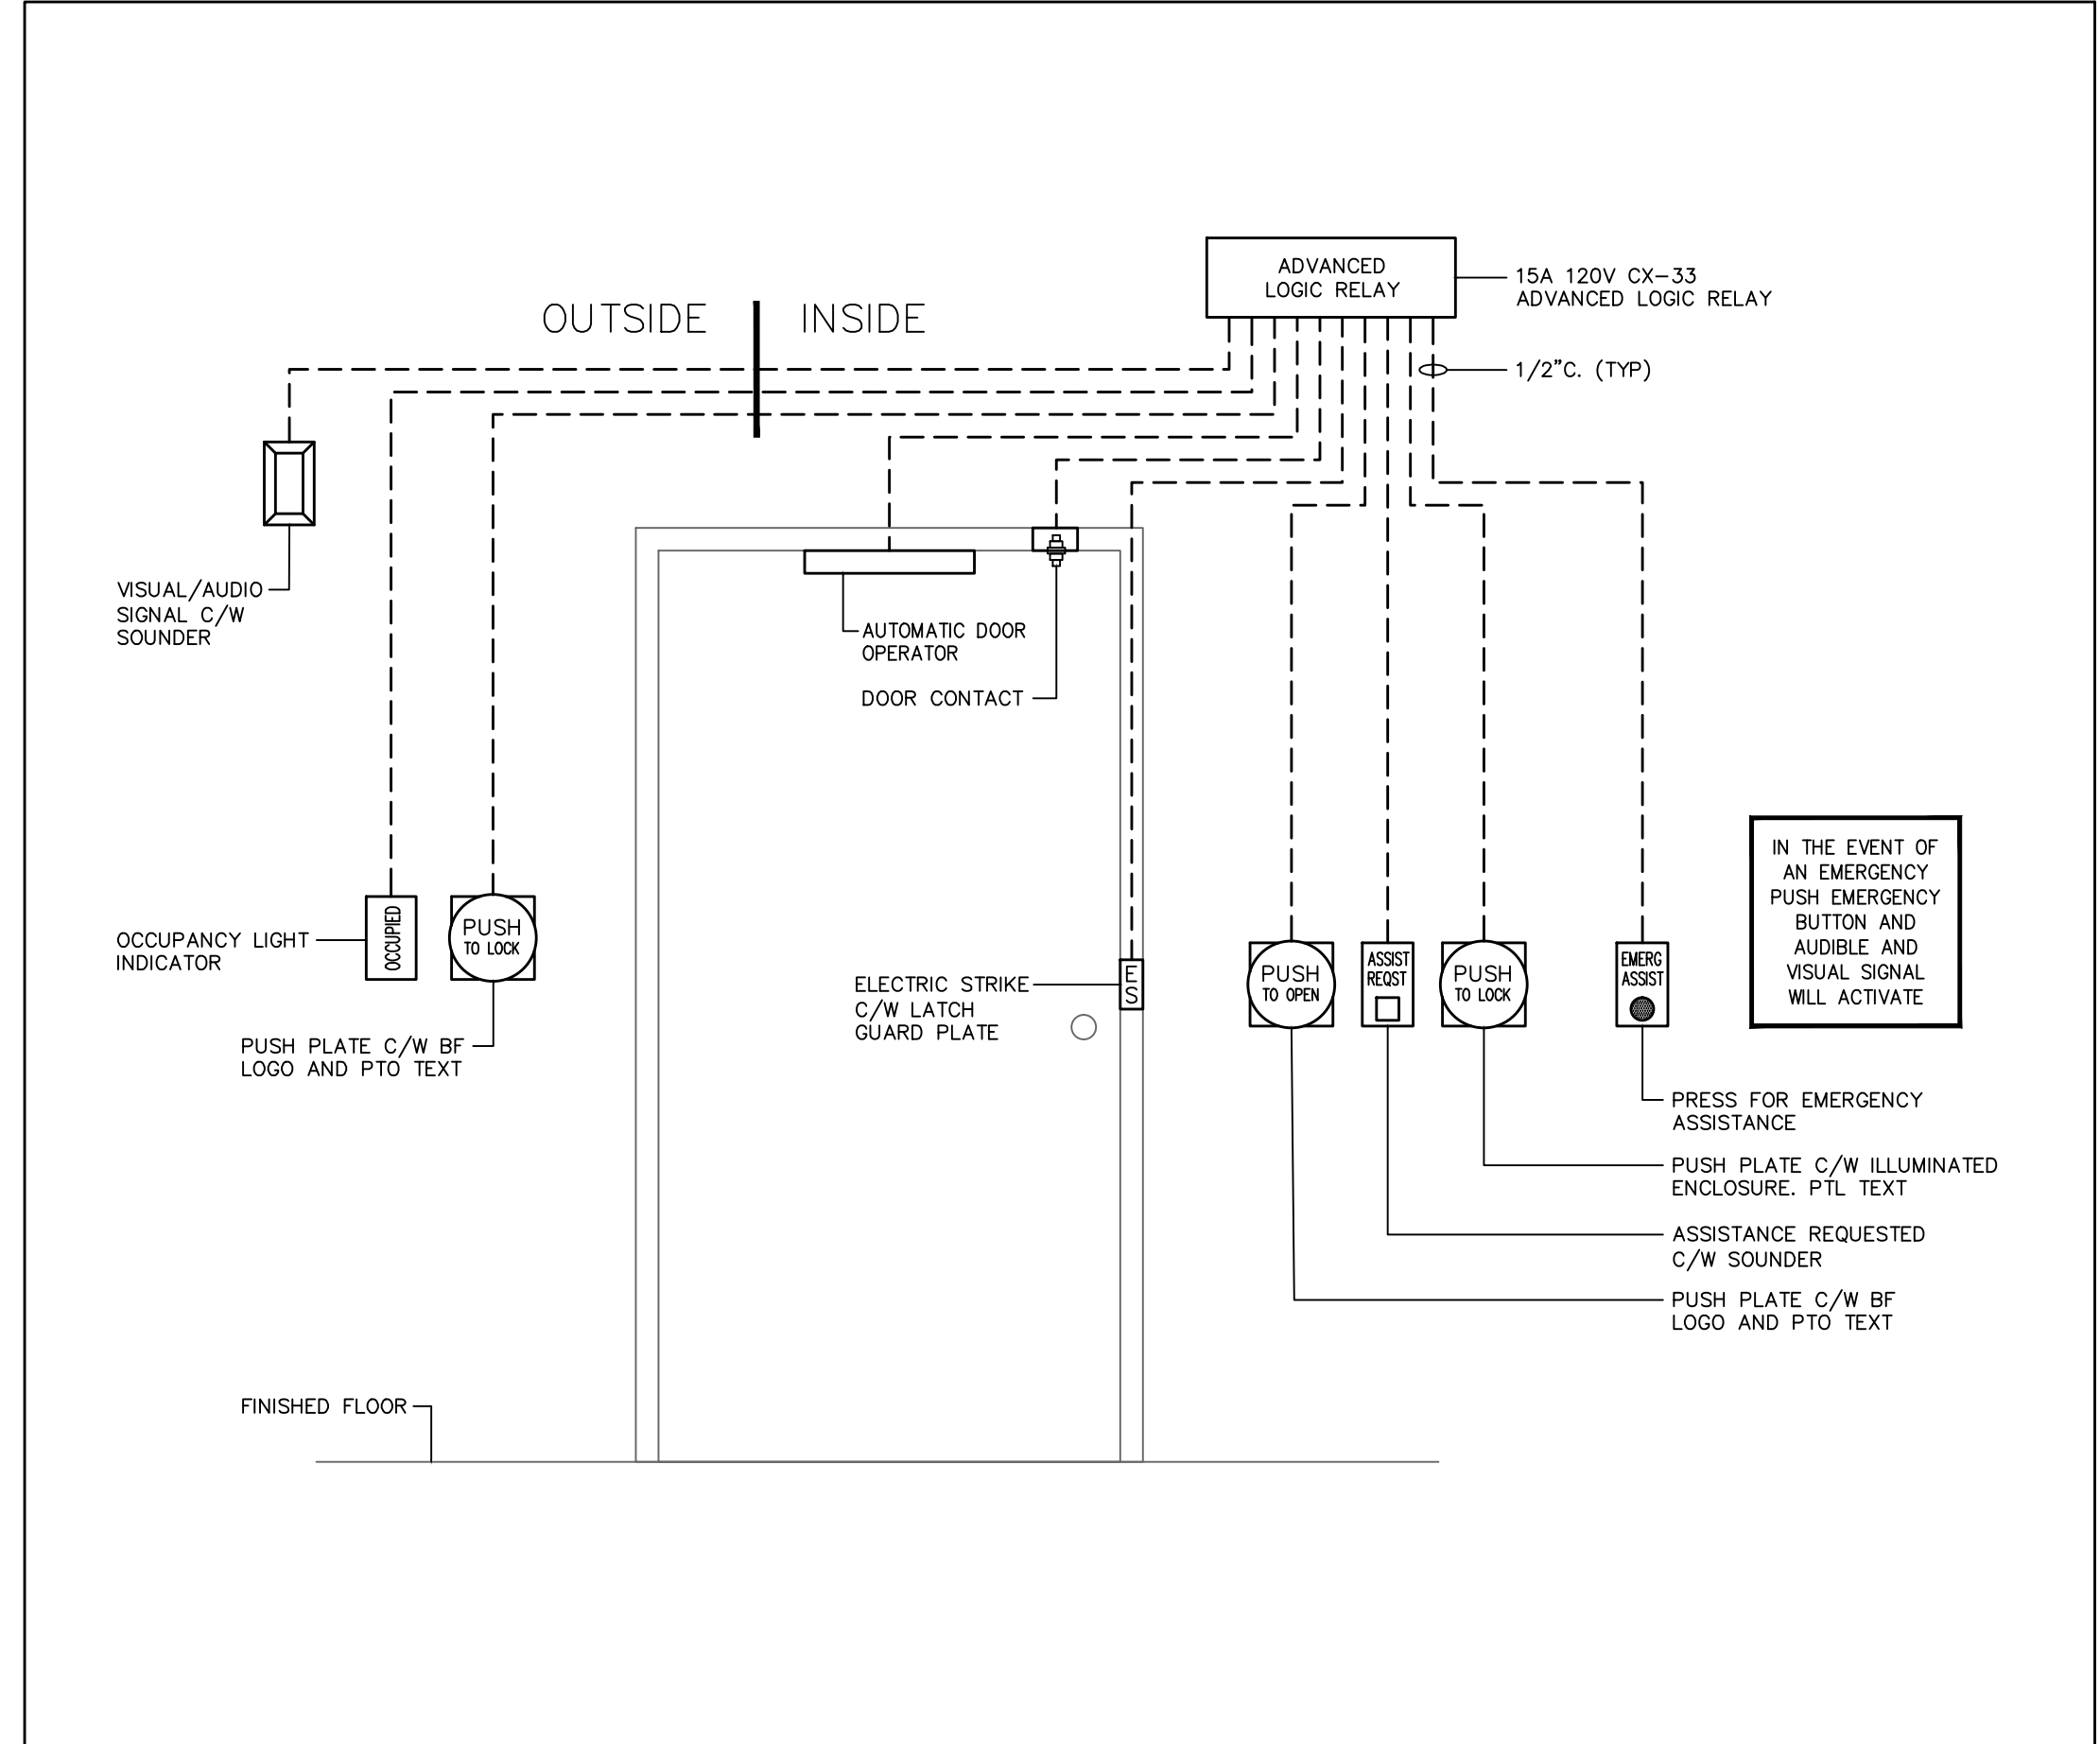 ADVANCED
LOGIC RELAY
15A 120V CX-33
ADVANCED LOGIC RELAY
OUTSIDE
INSIDE
1/2"C. (TYP)
VISUAL/AUDIO
SIGNAL C/W
SOUNDER
AUTOMATIC DOOR
OPERATOR
DOOR CONTACT
OCCUPANCY LIGHT
INDICATOR
OCCUPIED
PUSH
TO LOCK
PUSH PLATE C/W BF
LOGO AND PTO TEXT
ELECTRIC STRIKE
C/W LATCH
GUARD PLATE
E
S
PUSH
TO OPEN
ASSIST
REQST
PUSH
TO LOCK
EMERG
ASSIST
IN THE EVENT OF
AN EMERGENCY
PUSH EMERGENCY
BUTTON AND
AUDIBLE AND
VISUAL SIGNAL
WILL ACTIVATE
PRESS FOR EMERGENCY
ASSISTANCE
PUSH PLATE C/W ILLUMINATED
ENCLOSURE. PTL TEXT
ASSISTANCE REQUESTED
C/W SOUNDER
PUSH PLATE C/W BF
LOGO AND PTO TEXT
FINISHED FLOOR